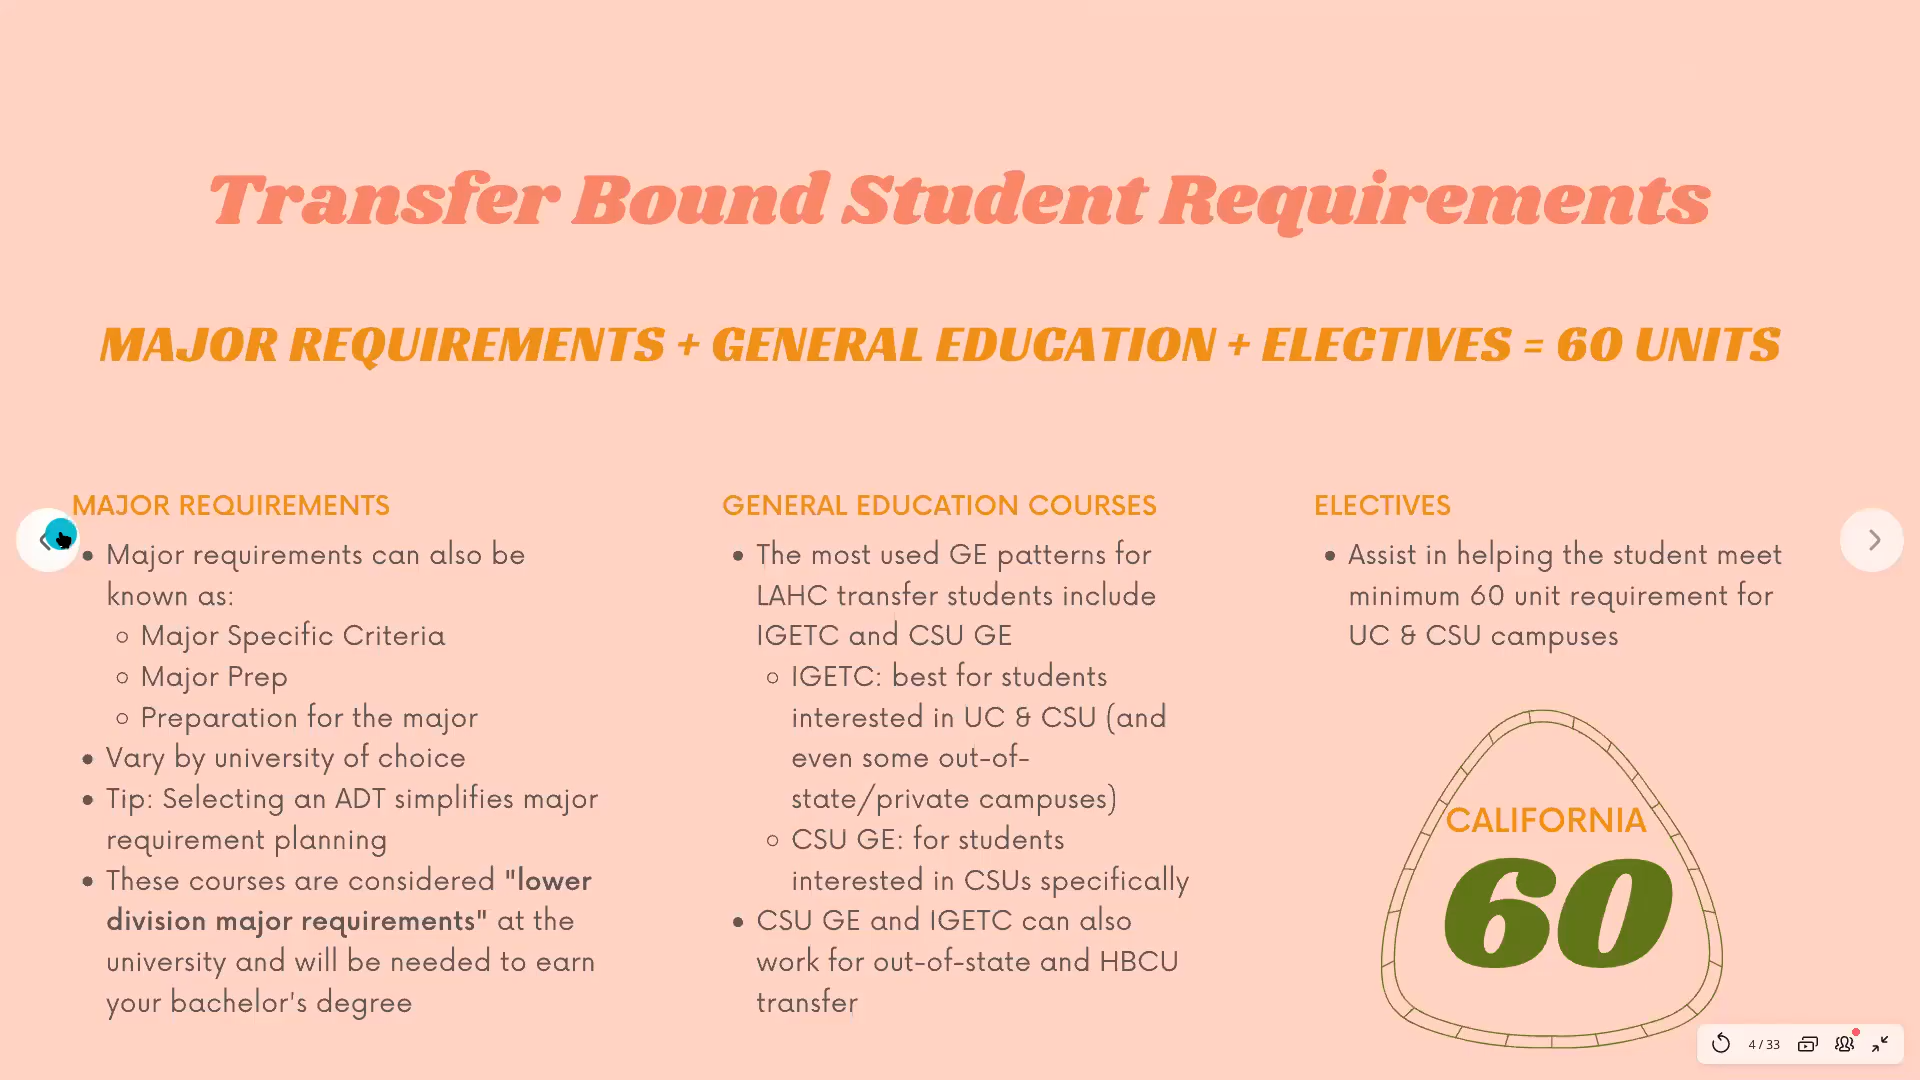 Transfer Bound Student Requirements
MAJOR REQUIREMENTS + GENERAL EDUCATION + ELECTIVES = 60 UNITS
MAJOR REQUIREMENTS
• Major requirements can also be
known as:
○ Major Specific Criteria
○ Major Prep
○ Preparation for the major
• Vary by university of choice
• Tip: Selecting an ADT simplifies major
requirement planning
• These courses are considered "lower
division major requirements" at the
university and will be needed to earn
your bachelor's degree
GENERAL EDUCATION COURSES
• The most used GE patterns for
LAHC transfer students include
IGETC and CSU GE
○ IGETC: best for students
interested in UC & CSU (and
even some out-of-
state/private campuses)
○ CSU GE: for students
interested in CSUs specifically
• CSU GE and IGETC can also
work for out-of-state and HBCU
transfer
ELECTIVES
• Assist in helping the student meet
minimum 60 unit requirement for
UC & CSU campuses
CALIFORNIA
60
4 / 33